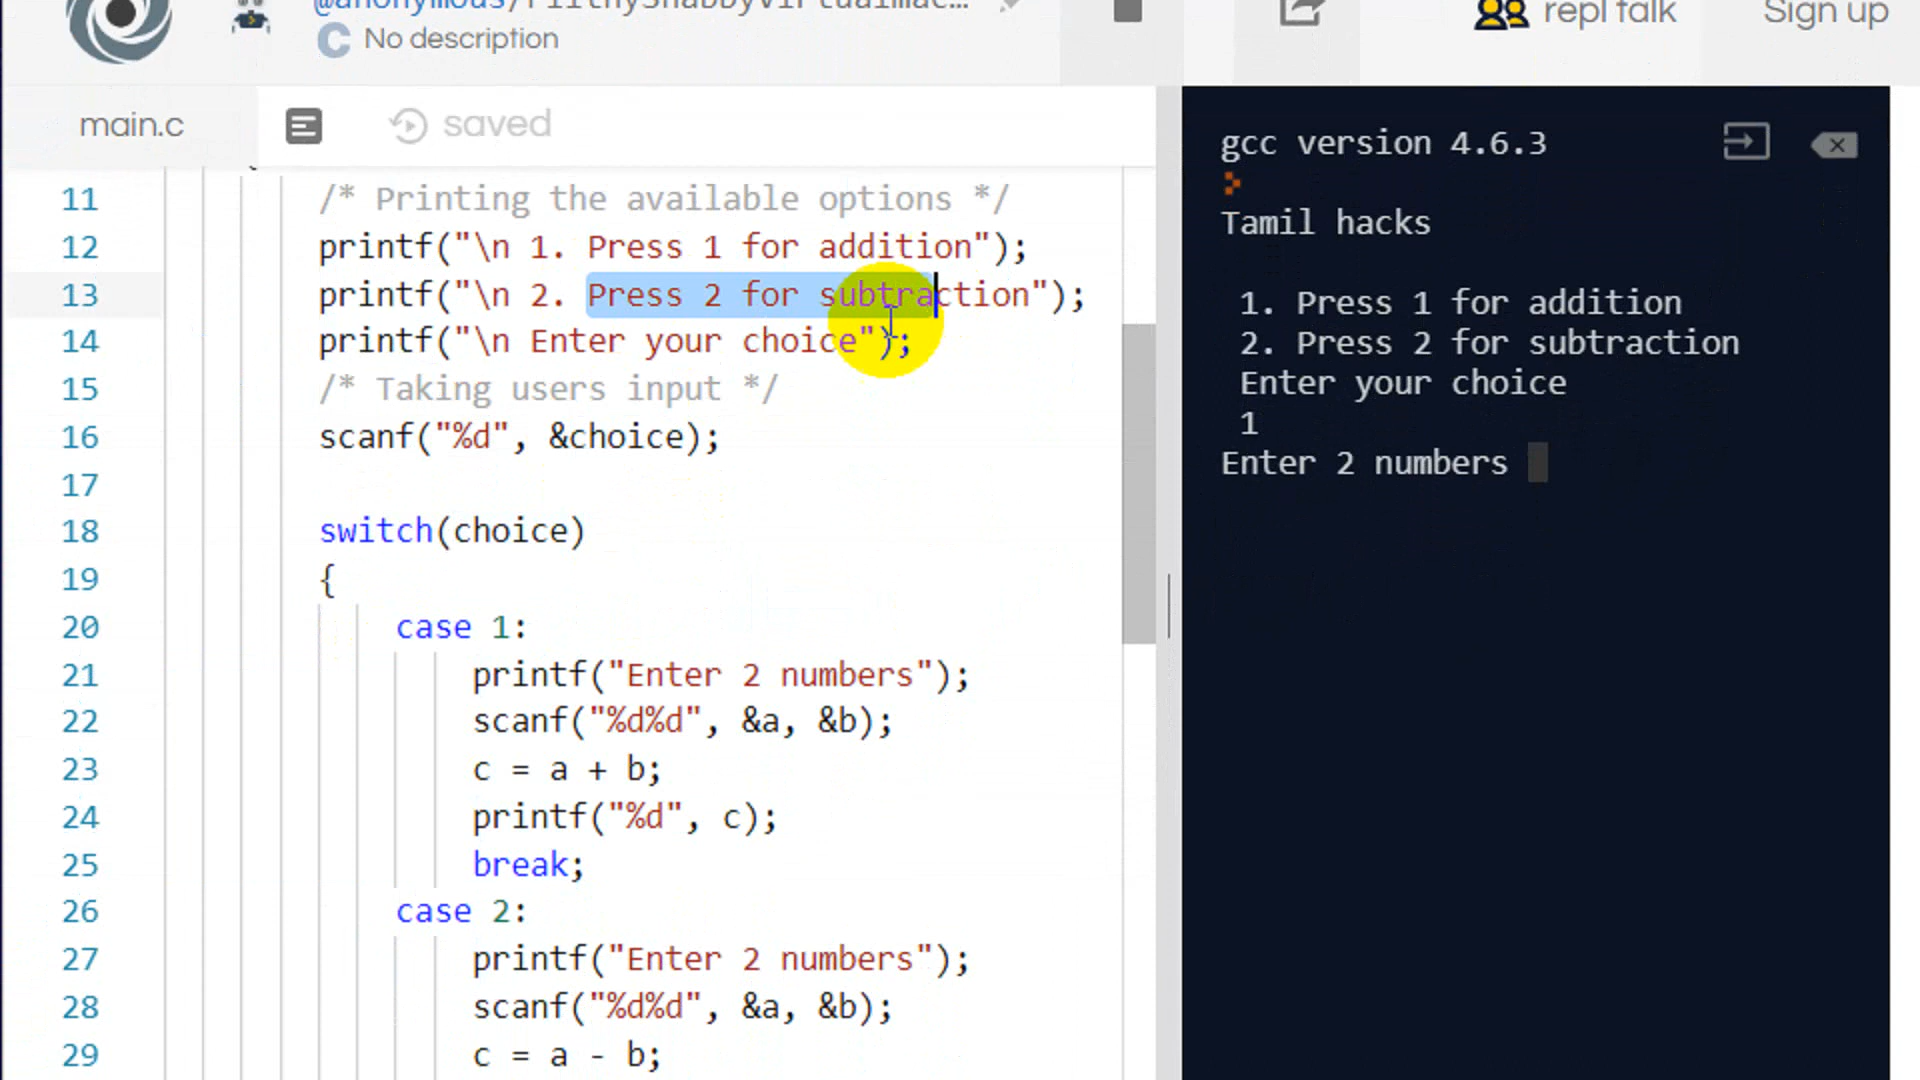 No description
repl talk
Sign up
main.c
saved
11 /* Printing the available options */
12 printf("\n 1. Press 1 for addition");
13 printf("\n 2. Press 2 for subtraction");
14 printf("\n Enter your choice");
15 /* Taking users input */
16 scanf("%d", &choice);
17
18 switch(choice)
19 {
20 case 1:
21 printf("Enter 2 numbers");
22 scanf("%d%d", &a, &b);
23 c = a + b;
24 printf("%d", c);
25 break;
26 case 2:
27 printf("Enter 2 numbers");
28 scanf("%d%d", &a, &b);
29 c = a - b;
gcc version 4.6.3
Tamil hacks
1. Press 1 for addition
2. Press 2 for subtraction
Enter your choice
1
Enter 2 numbers